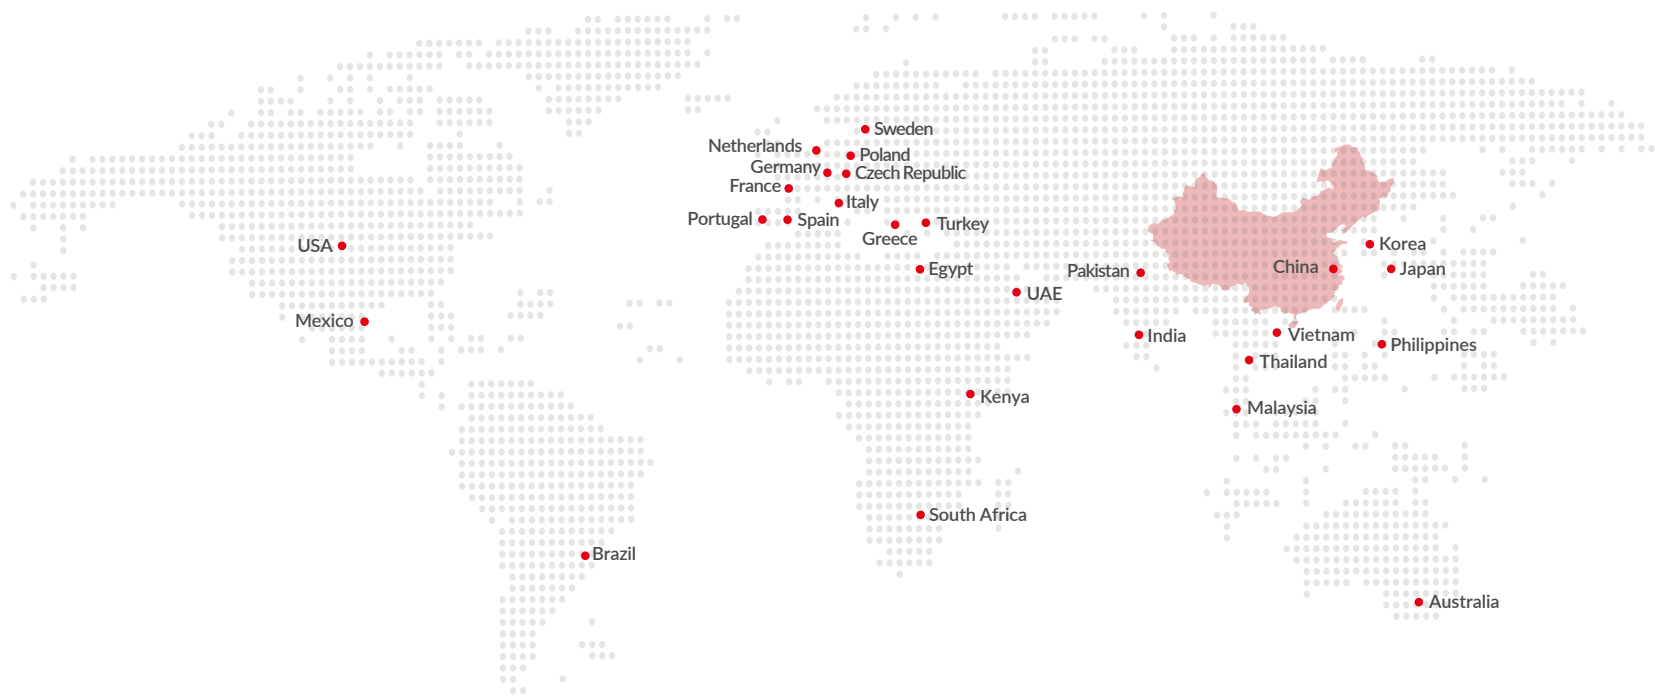 Sweden
Netherlands
Poland
Germany
Czech Republic
France
Italy
Portugal
Spain
Turkey
Greece
USA
Korea
China
Japan
Egypt
Pakistan
UAE
Mexico
India
Vietnam
Philippines
Thailand
Kenya
Malaysia
South Africa
Brazil
Australia